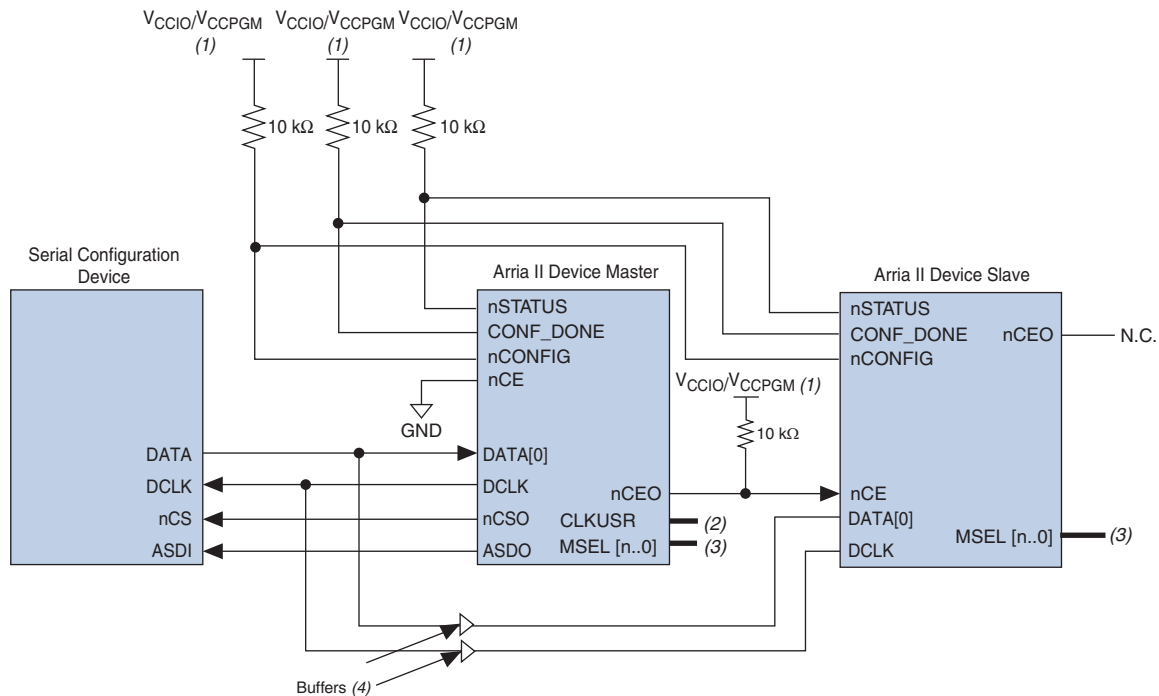 VCCIO/VCCPGM VCCIO/VCCPGM VCCIO/VCCPGM
(1) (1) (1)
10 kΩ 10 kΩ 10 kΩ
Serial Configuration
Device
Arria II Device Master
Arria II Device Slave
nSTATUS
CONF_DONE
nCONFIG
nCE
GND
nSTATUS
CONF_DONE
nCONFIG
nCEO
N.C.
VCCIO/VCCPGM (1)
10 kΩ
DATA
DCLK
nCS
ASDI
DATA[0]
DCLK
nCSO
ASDO
nCEO
CLKUSR
MSEL [n..0]
(2)
(3)
nCE
DATA[0]
DCLK
MSEL [n..0]
(3)
Buffers (4)